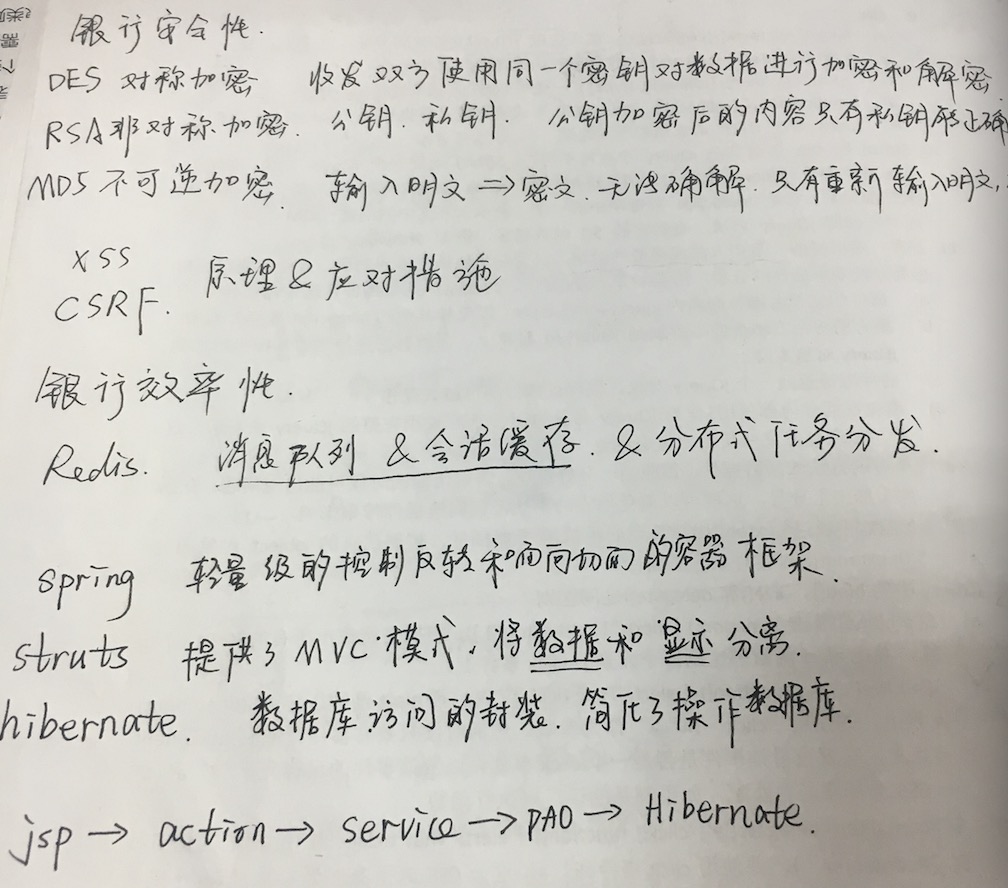 银行安全性.
DES 对称加密 收发双方使用同一个密钥对数据进行加密和解密
RSA非对称加密. 公钥. 私钥. 公钥加密后的内容只有私钥能正确
MD5 不可逆加密. 输入明文 => 密文. 无法破解. 只有重新输入明文,
XSS
CSRF. 原理 & 应对措施
银行效率性.
Redis. 消息队列 & 会话缓存. & 分布式任务分发.
spring 轻量级的控制反转和面向切面的容器框架.
struts 提供了MVC模式, 将数据和显示分离.
hibernate. 数据库访问的封装. 简化了操作数据库.
jsp → action → service → DAO → Hibernate.